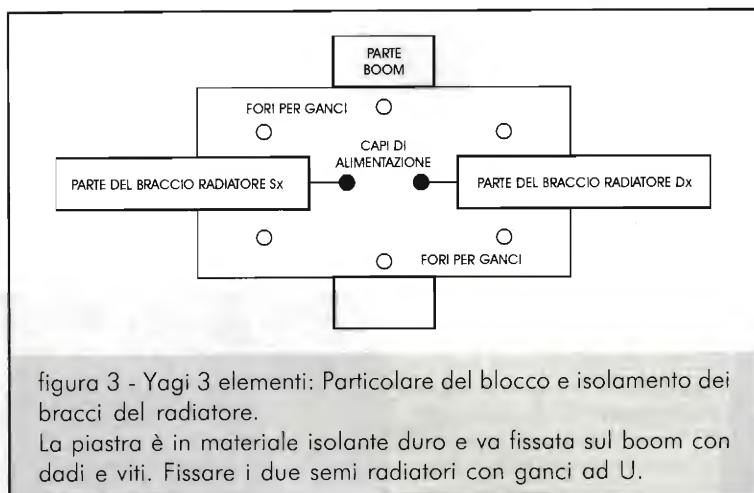 PARTE
BOOM
FORI PER GANCI
CAPI DI
ALIMENTAZIONE
PARTE DEL BRACCIO RADIATORE Sx
PARTE DEL BRACCIO RADIATORE Dx
FORI PER GANCI
figura 3 - Yagi 3 elementi: Particolare del blocco e isolamento dei
bracci del radiatore.
La piastra è in materiale isolante duro e va fissata sul boom con
dadi e viti. Fissare i due semi radiatori con ganci ad U.